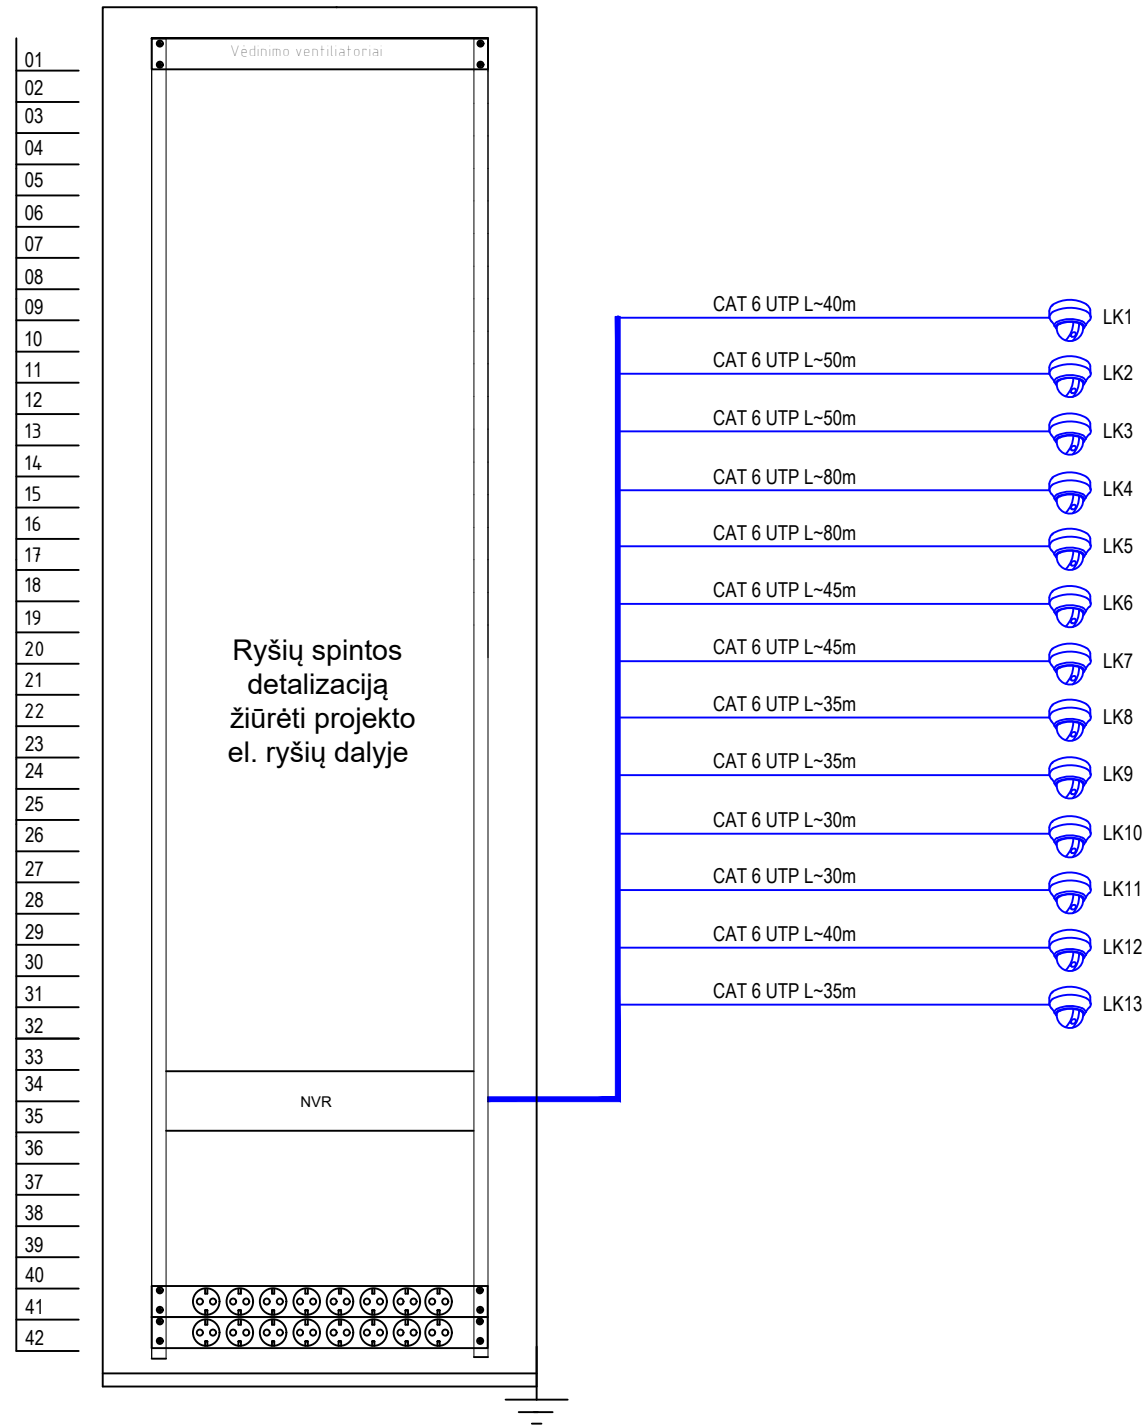 Vėdinimo ventiliatoriai
01
02
03
04
05
06
07
08
09
10
11
12
13
14
15
16
17
18
19
20
21
22
23
24
25
26
27
28
29
30
31
32
33
34
35
36
37
38
39
40
41
42
Ryšių spintos
detalizaciją
žiūrėti projekto
el. ryšių dalyje
NVR
CAT 6 UTP L~40m LK1
CAT 6 UTP L~50m LK2
CAT 6 UTP L~50m LK3
CAT 6 UTP L~80m LK4
CAT 6 UTP L~80m LK5
CAT 6 UTP L~45m LK6
CAT 6 UTP L~45m LK7
CAT 6 UTP L~35m LK8
CAT 6 UTP L~35m LK9
CAT 6 UTP L~30m LK10
CAT 6 UTP L~30m LK11
CAT 6 UTP L~40m LK12
CAT 6 UTP L~35m LK13